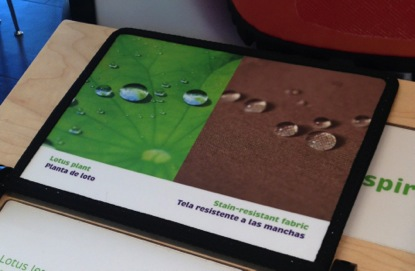 Lotus plant
Planta de loto
Stain-resistant fabric
Tela resistente a las manchas
spir
Lotus